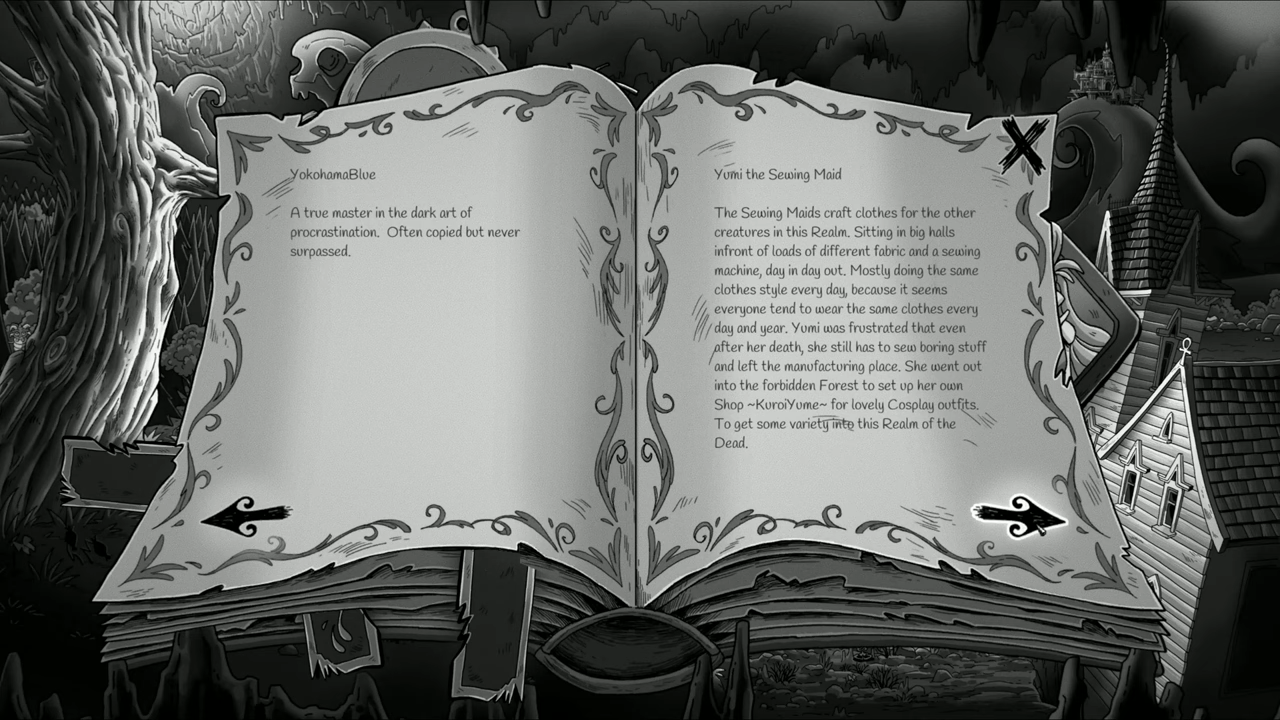 YokohamaBlue
A true master in the dark art of
procrastination. Often copied but never
surpassed.
Yumi the Sewing Maid
The Sewing Maids craft clothes for the other
creatures in this Realm. Sitting in big halls
infront of loads of different fabric and a sewing
machine, day in day out. Mostly doing the same
clothes style every day, because it seems
everyone tend to wear the same clothes every
day and year. Yumi was frustrated that even
after her death, she still has to sew boring stuff
and left the manufacturing place. She went out
into the forbidden Forest to set up her own
Shop ~KuroiYume~ for lovely Cosplay outfits.
To get some variety into this Realm of the
Dead.